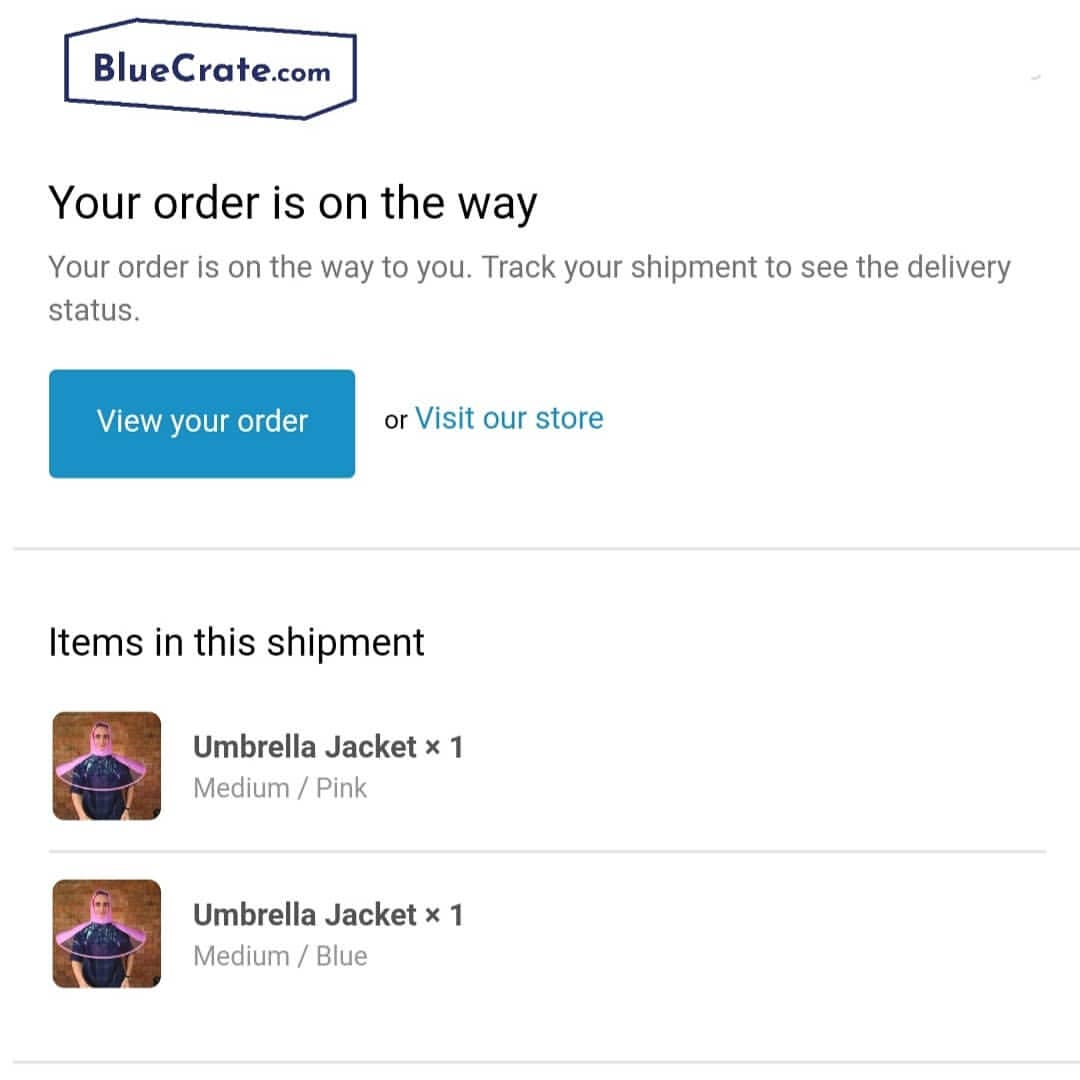 BlueCrate.com
Your order is on the way
Your order is on the way to you. Track your shipment to see the delivery
status.
View your order or Visit our store
Items in this shipment
Umbrella Jacket × 1
Medium / Pink
Umbrella Jacket × 1
Medium / Blue